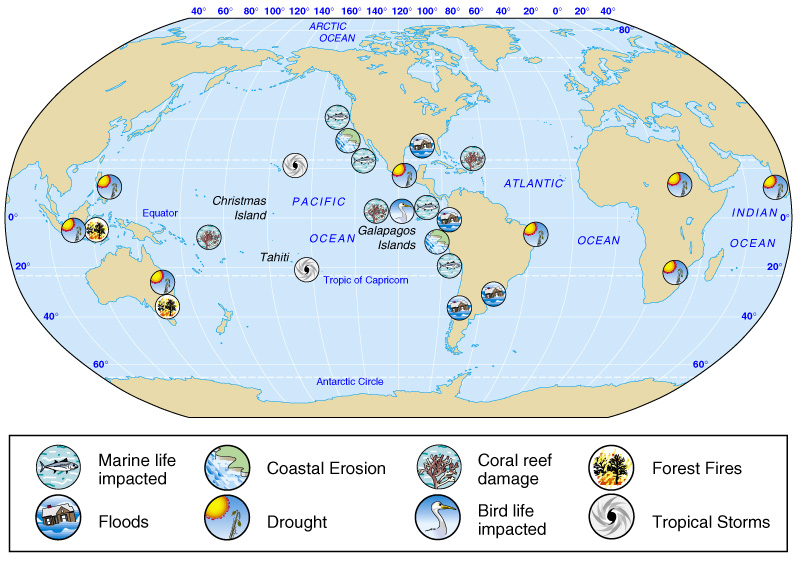 40° 60° 80° 100° 120° 140° 160° 180° 160° 140° 120° 100° 80° 60° 40° 20° 0° 20° 40°
ARCTIC
OCEAN
80°
Christmas
Island
PACIFIC
OCEAN
ATLANTIC
OCEAN
INDIAN
OCEAN
Equator
0°
0°
Galapagos
Islands
Tahiti
Tropic of Capricorn
20°
20°
40°
40°
60°
60°
Antarctic Circle
Marine life
impacted
Coastal Erosion
Coral reef
damage
Forest Fires
Floods
Drought
Bird life
impacted
Tropical Storms